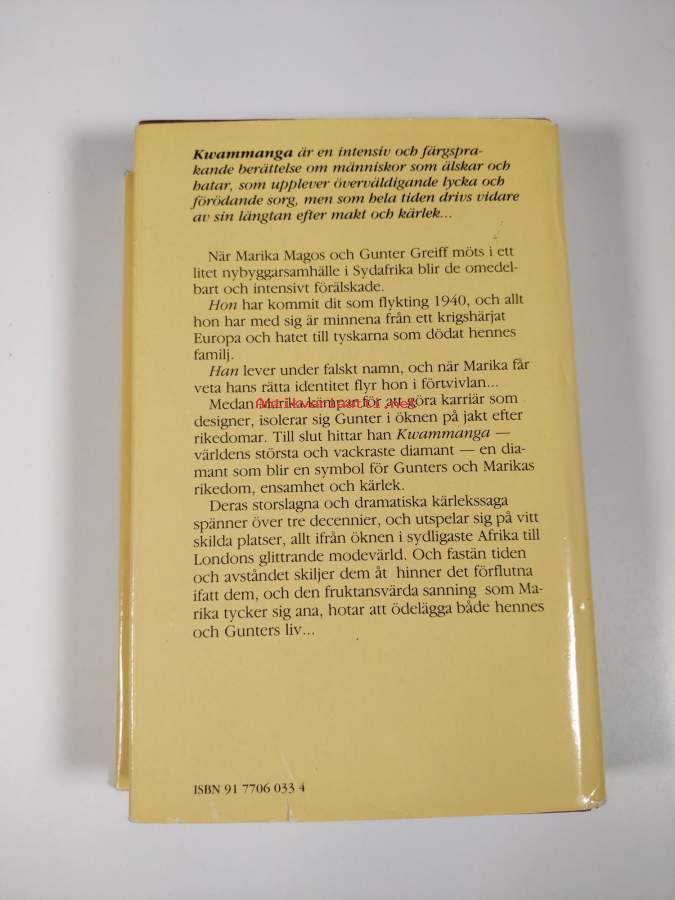 Kwammanga är en intensiv och färgspra-
kande berättelse om människor som älskar och
hatar, som upplever överväldigande lycka och
förödande sorg, men som hela tiden drivs vidare
av sin längtan efter makt och kärlek...
När Marika Magos och Gunter Greiff möts i ett
litet nybyggarsamhälle i Sydafrika blir de omedel-
bart och intensivt förälskade.
Hon har kommit dit som flykting 1940, och allt
hon har med sig är minnena från ett krigshärjat
Europa och hatet till tyskarna som dödat hennes
familj.
Han lever under falskt namn, och när Marika får
veta hans rätta identitet flyr hon i förtvivlan...
Medan Marika kämpar för att göra karriär som
designer, isolerar sig Gunter i öknen på jakt efter
rikedomar. Till slut hittar han Kwammanga —
världens största och vackraste diamant — en dia-
mant som blir en symbol för Gunters och Marikas
rikedom, ensamhet och kärlek.
Deras storslagna och dramatiska kärlekssaga
spänner över tre decennier, och utspelar sig på vitt
skilda platser, allt ifrån öknen i sydligaste Afrika till
Londons glittrande modevärld. Och fastän tiden
och avståndet skiljer dem åt hinner det förflutna
ifatt dem, och den fruktansvärda sanning som Ma-
rika tycker sig ana, hotar att ödelägga både hennes
och Gunters liv...
ISBN 91 7706 033 4